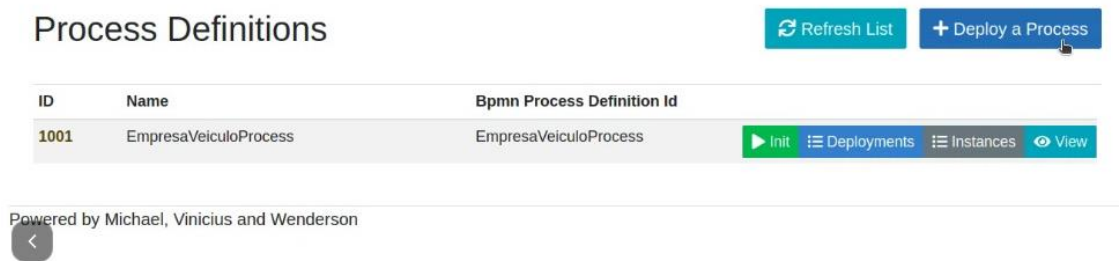 Process Definitions
Refresh List
Deploy a Process
ID Name Bpmn Process Definition Id
1001 EmpresaVeiculoProcess EmpresaVeiculoProcess Init Deployments Instances View
Powered by Michael, Vinicius and Wenderson